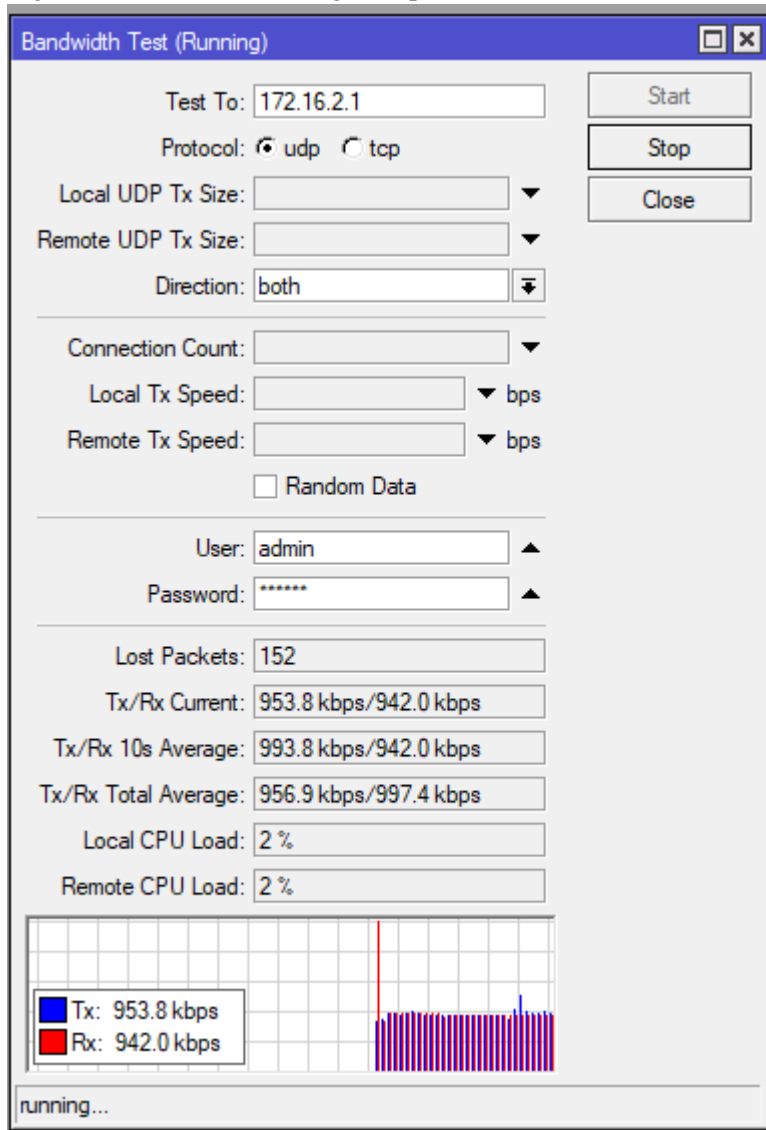 Bandwidth Test (Running)
Test To: 172.16.2.1
Start
Protocol: udp tcp
Stop
Local UDP Tx Size:
Close
Remote UDP Tx Size:
Direction: both
Connection Count:
Local Tx Speed: bps
Remote Tx Speed: bps
Random Data
User: admin
Password: ******
Lost Packets: 152
Tx/Rx Current: 953.8 kbps/942.0 kbps
Tx/Rx 10s Average: 993.8 kbps/942.0 kbps
Tx/Rx Total Average: 956.9 kbps/997.4 kbps
Local CPU Load: 2 %
Remote CPU Load: 2 %
Tx: 953.8 kbps
Rx: 942.0 kbps
running...